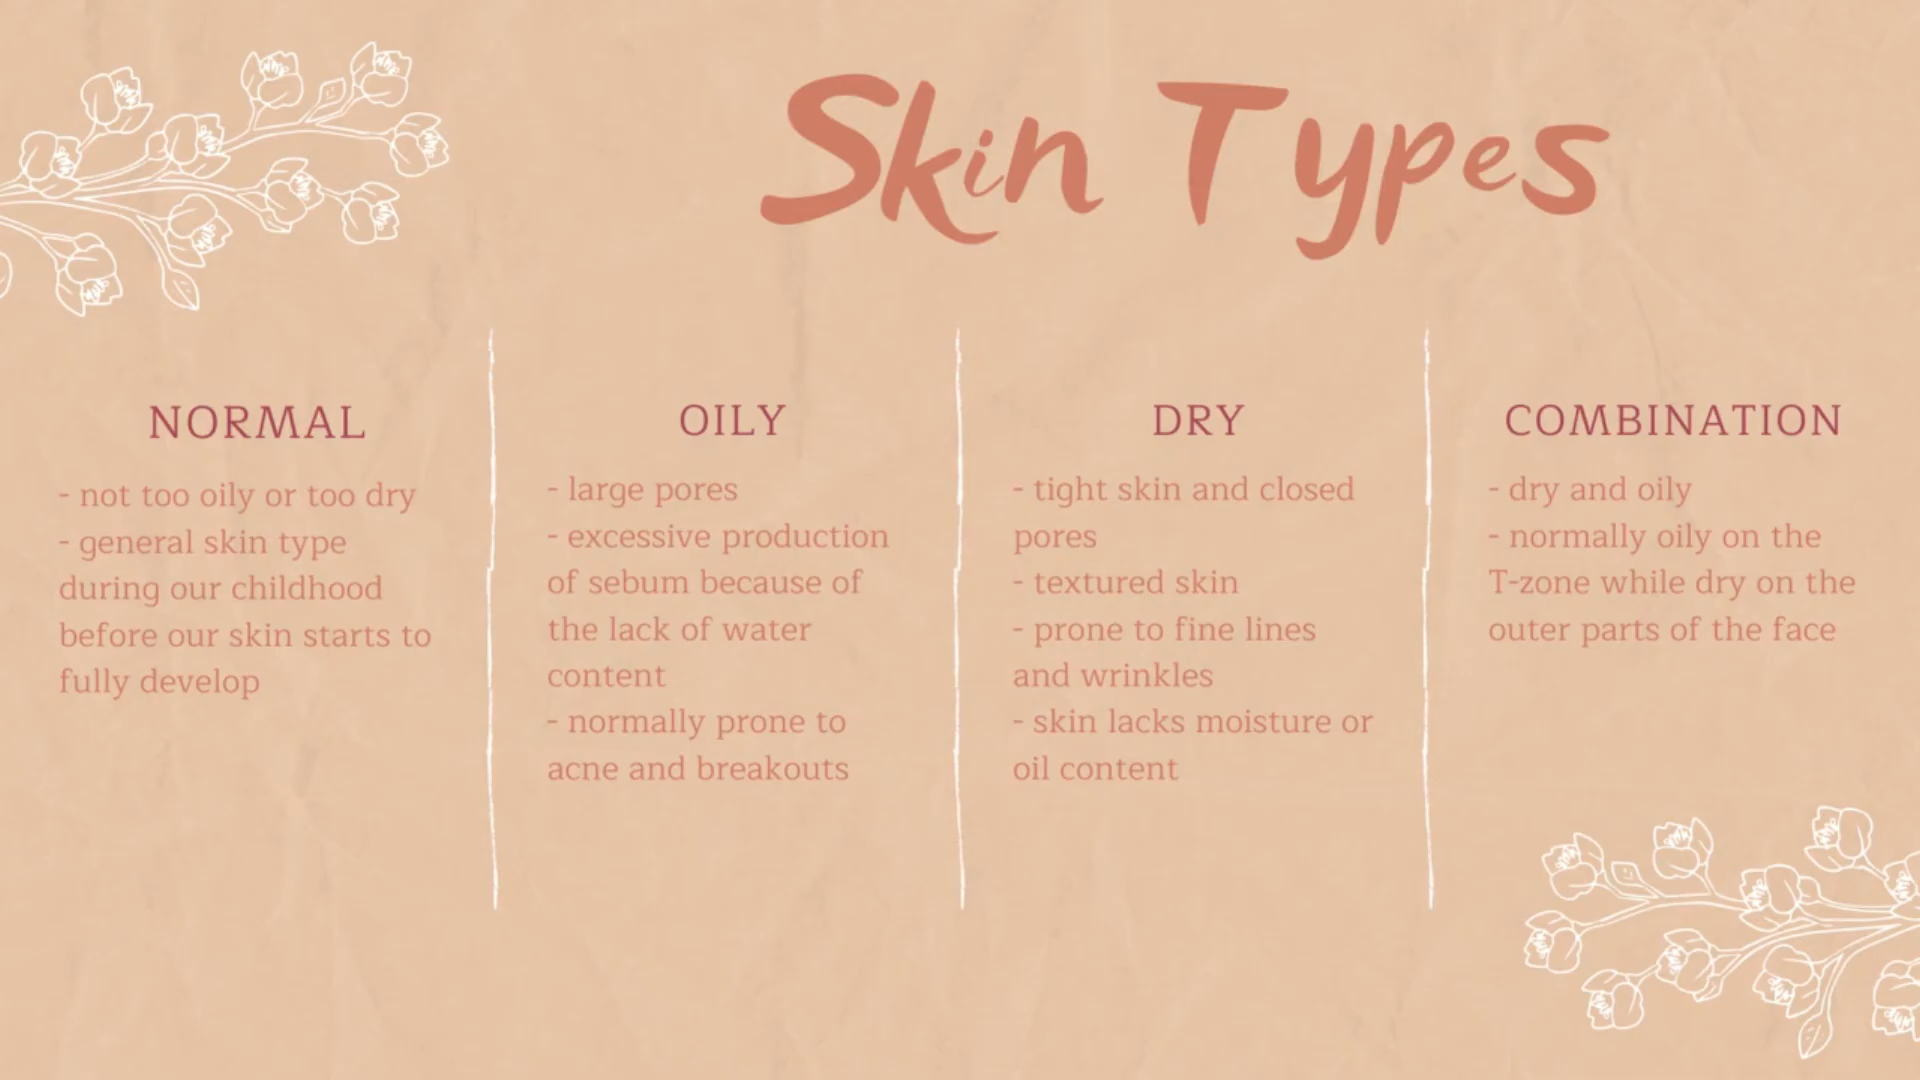 Skin Types
NORMAL
- not too oily or too dry
- general skin type
during our childhood
before our skin starts to
fully develop
OILY
- large pores
- excessive production
of sebum because of
the lack of water
content
- normally prone to
acne and breakouts
DRY
- tight skin and closed
pores
- textured skin
- prone to fine lines
and wrinkles
- skin lacks moisture or
oil content
COMBINATION
- dry and oily
- normally oily on the
T-zone while dry on the
outer parts of the face